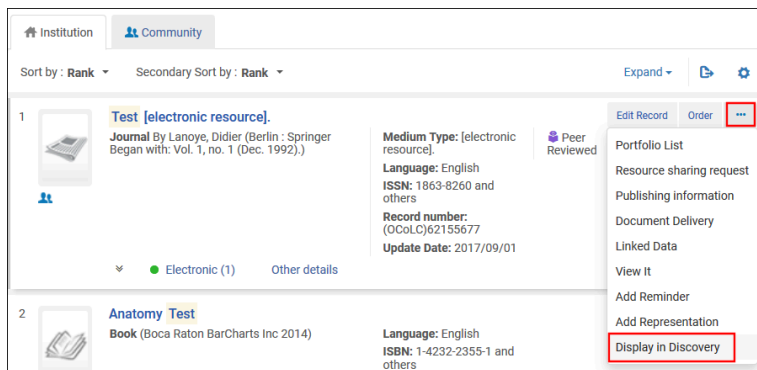 Institution
Community
Sort by : Rank
Secondary Sort by : Rank
Expand
1
Test [electronic resource].
Journal By Lanoye, Didier (Berlin : Springer
Began with: Vol. 1, no. 1 (Dec. 1992).)
Medium Type: [electronic
resource].
Language: English
ISSN: 1863-8260 and
others
Record number:
(OCoLC)62155677
Update Date: 2017/09/01
Peer
Reviewed
Edit Record
Order
Portfolio List
Resource sharing request
Publishing information
Document Delivery
Linked Data
View It
Add Reminder
Add Representation
Display in Discovery
Electronic (1)
Other details
2
Anatomy Test
Book (Boca Raton BarCharts Inc 2014)
Language: English
ISBN: 1-4232-2355-1 and
others